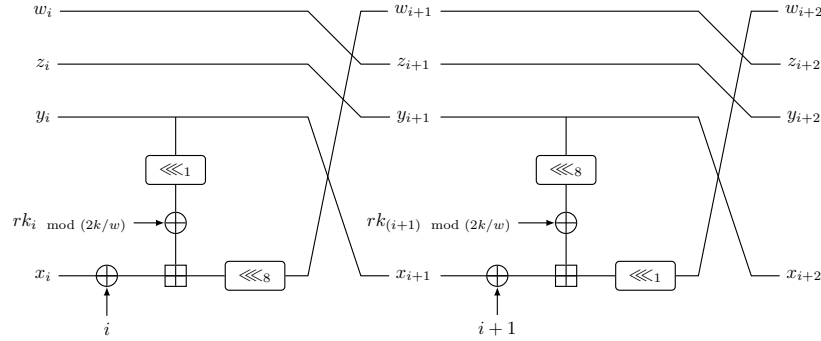 w_i w_{i+1} w_{i+2}
z_i z_{i+1} z_{i+2}
y_i y_{i+1} y_{i+2}
⋘_1 ⋘_8
rk_{i mod (2k/w)} rk_{(i+1) mod (2k/w)}
x_i ⋘_8 x_{i+1} ⋘_1 x_{i+2}
i i + 1